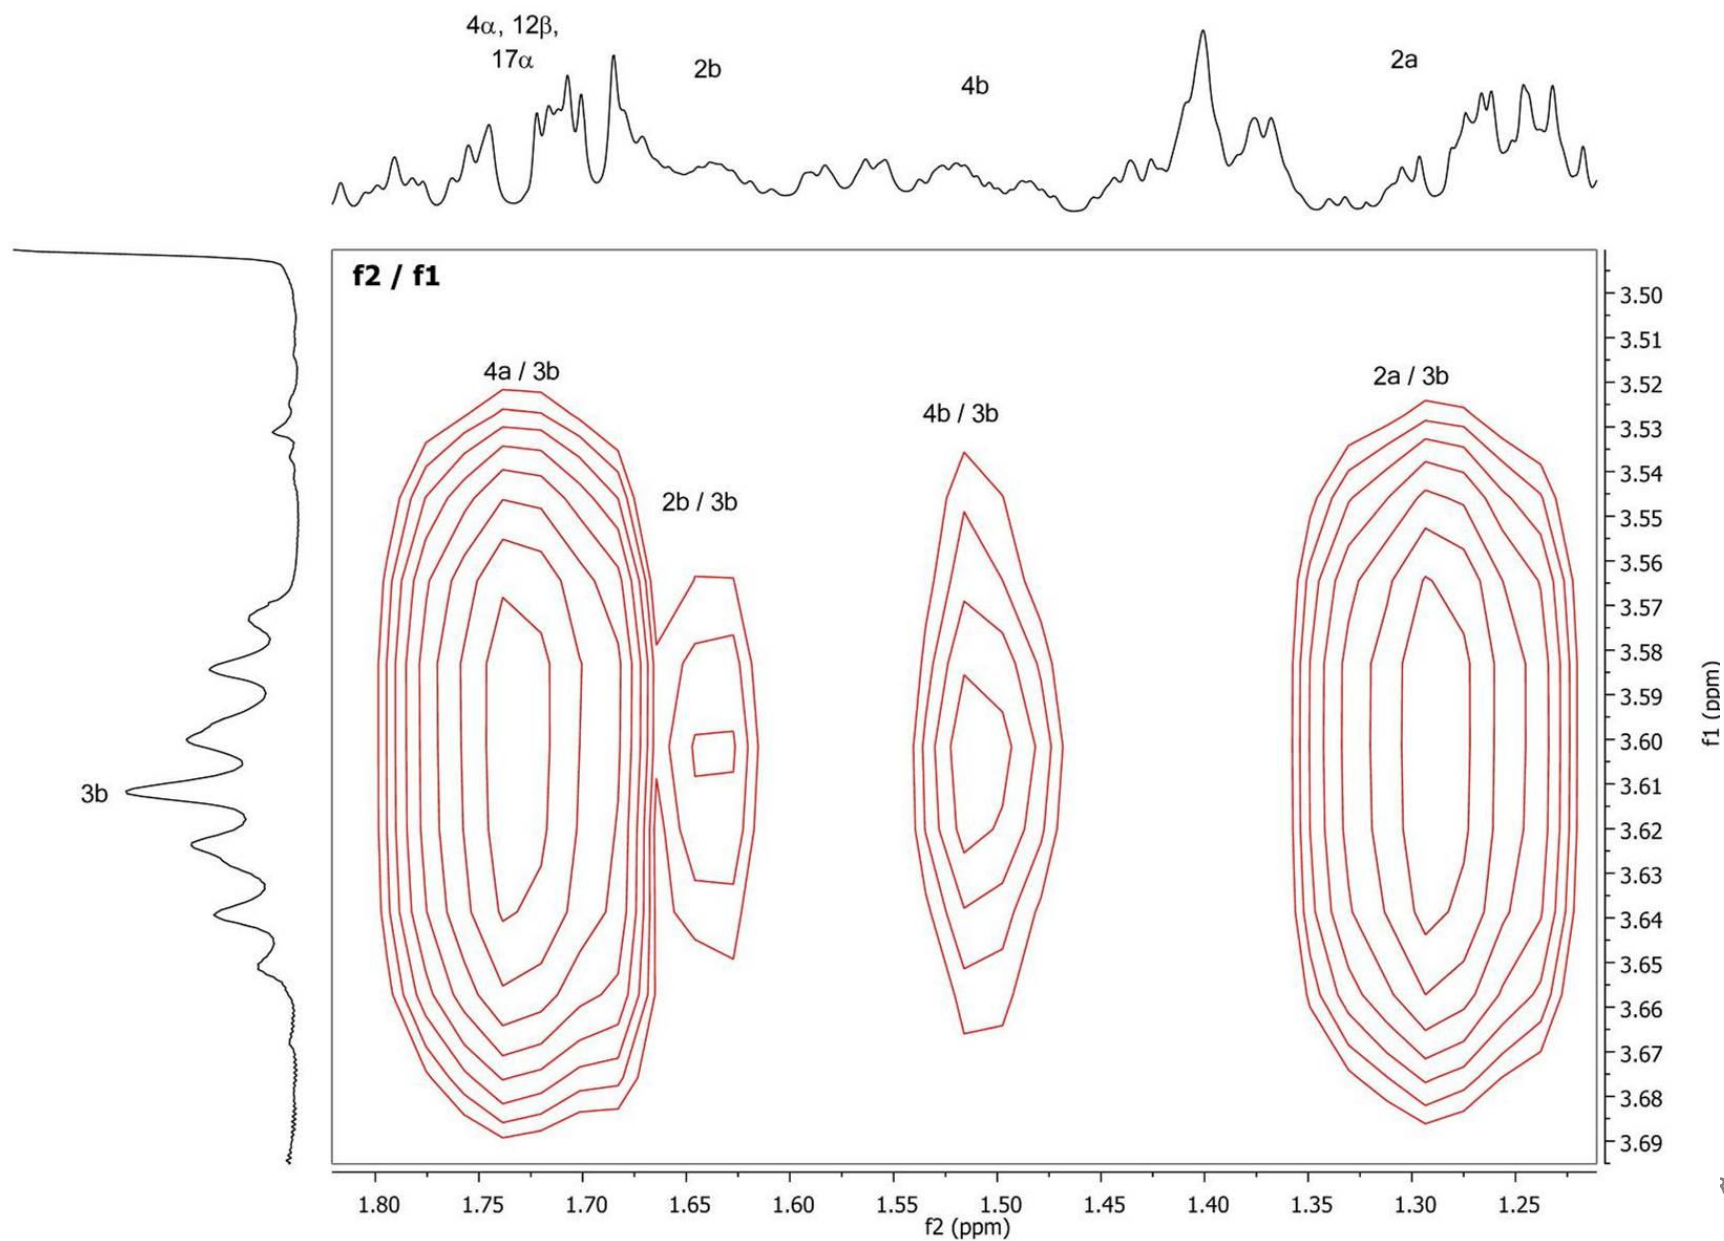 4α, 12β,
17α
2b
4b
2a
f2 / f1
3.50
3.51
4a / 3b
2a / 3b
3.52
4b / 3b
3.53
3.54
2b / 3b
3.55
3.56
3.57
3.58
3.59
3.60
f1 (ppm)
3b
3.61
3.62
3.63
3.64
3.65
3.66
3.67
3.68
3.69
1.80 1.75 1.70 1.65 1.60 1.55 1.50 1.45 1.40 1.35 1.30 1.25
f2 (ppm)